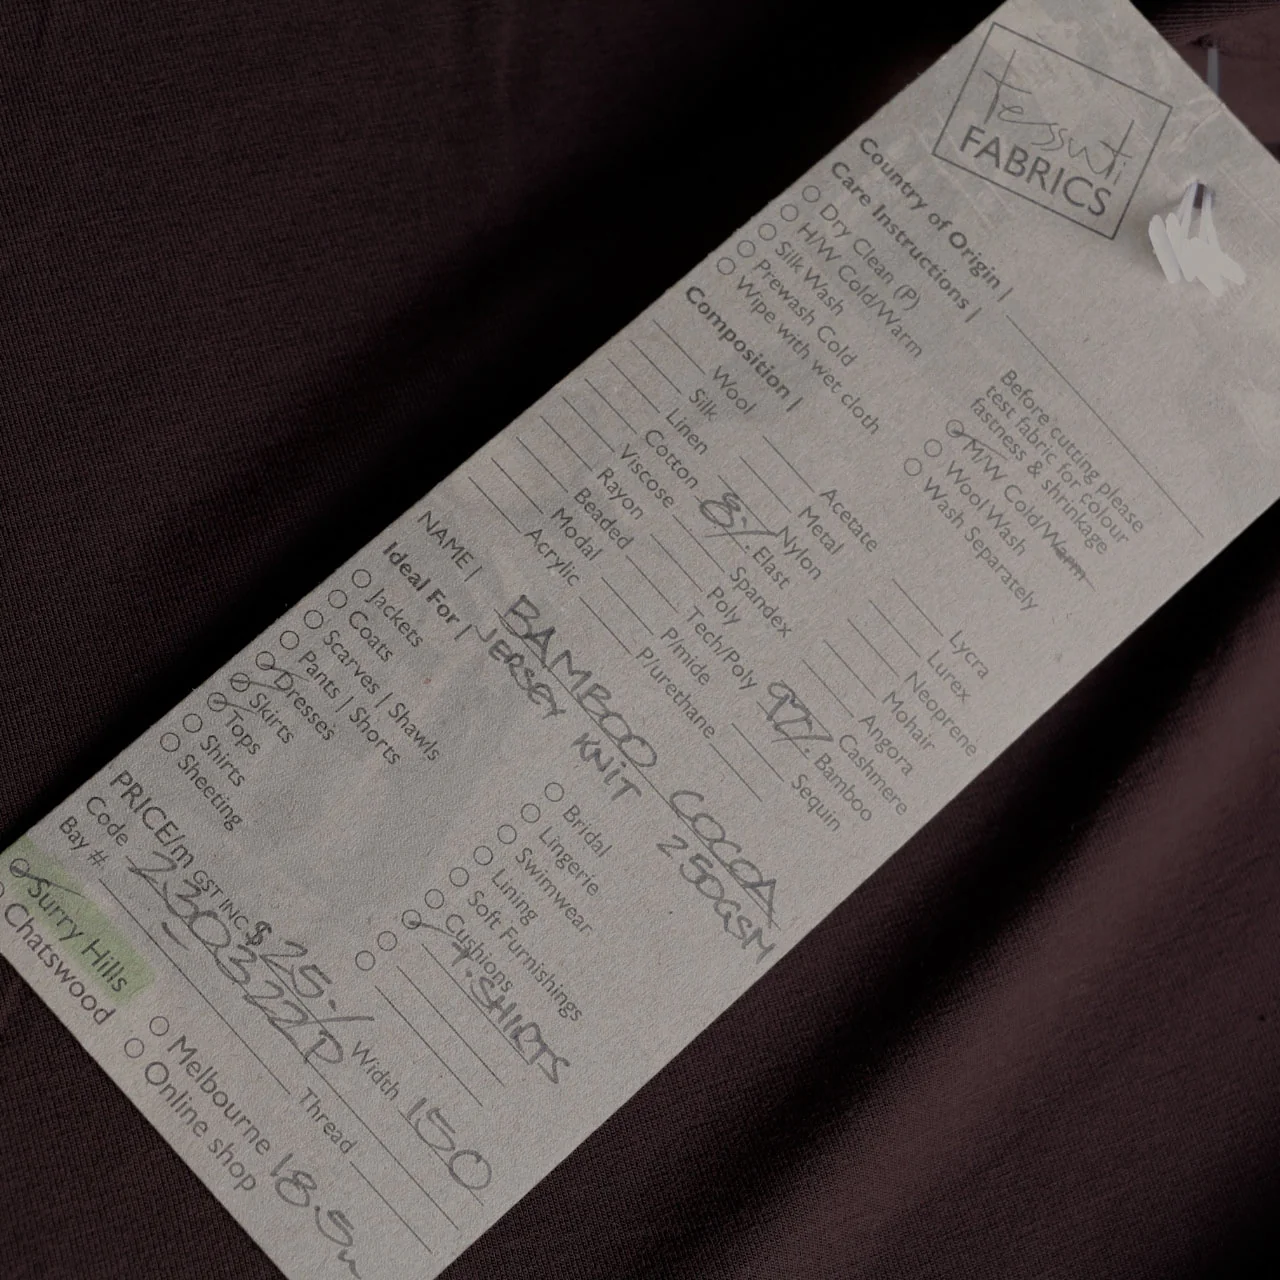 Tessuti
FABRICS
Country of Origin |
Care Instructions |
Dry Clean (P)
H/W Cold/Warm
Silk Wash
Prewash Cold
Wipe with wet cloth
Before cutting please
test fabric for colour
fastness & shrinkage
M/W Cold/Warm
Wool Wash
Wash Separately
Composition |
Wool
Silk
Linen
Cotton
Viscose
Rayon
Beaded
Modal
Acrylic
Acetate
Metal
Nylon
8% Elast
Spandex
Poly
Tech/Poly
P/mide
P/urethane
Lycra
Lurex
Neoprene
Mohair
Angora
Cashmere
Bamboo
Sequin
NAME | BAMBOO COCOA
JERSEY KNIT 250GSM
Ideal For |
Jackets
Coats
Scarves | Shawls
Pants | Shorts
Dresses
Skirts
Tops
Shirts
Sheeting
Bridal
Lingerie
Swimwear
Lining
Soft Furnishings
Cushions
T.SHIRTS
PRICE/m GST INC. $25.- Width 150
Code 230322D
Bay #. Thread
Surry Hills
Chatswood
Melbourne
Online shop
18.5m